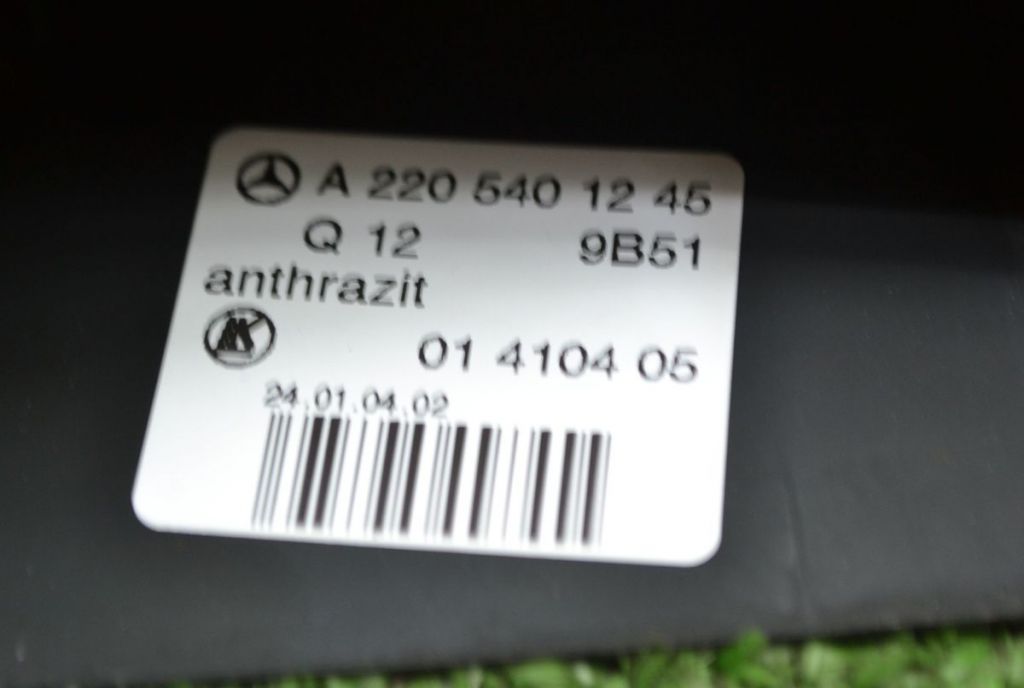 A 220 540 12 45
Q 12 9B51
anthrazit
01 4104 05
24.01.04.02